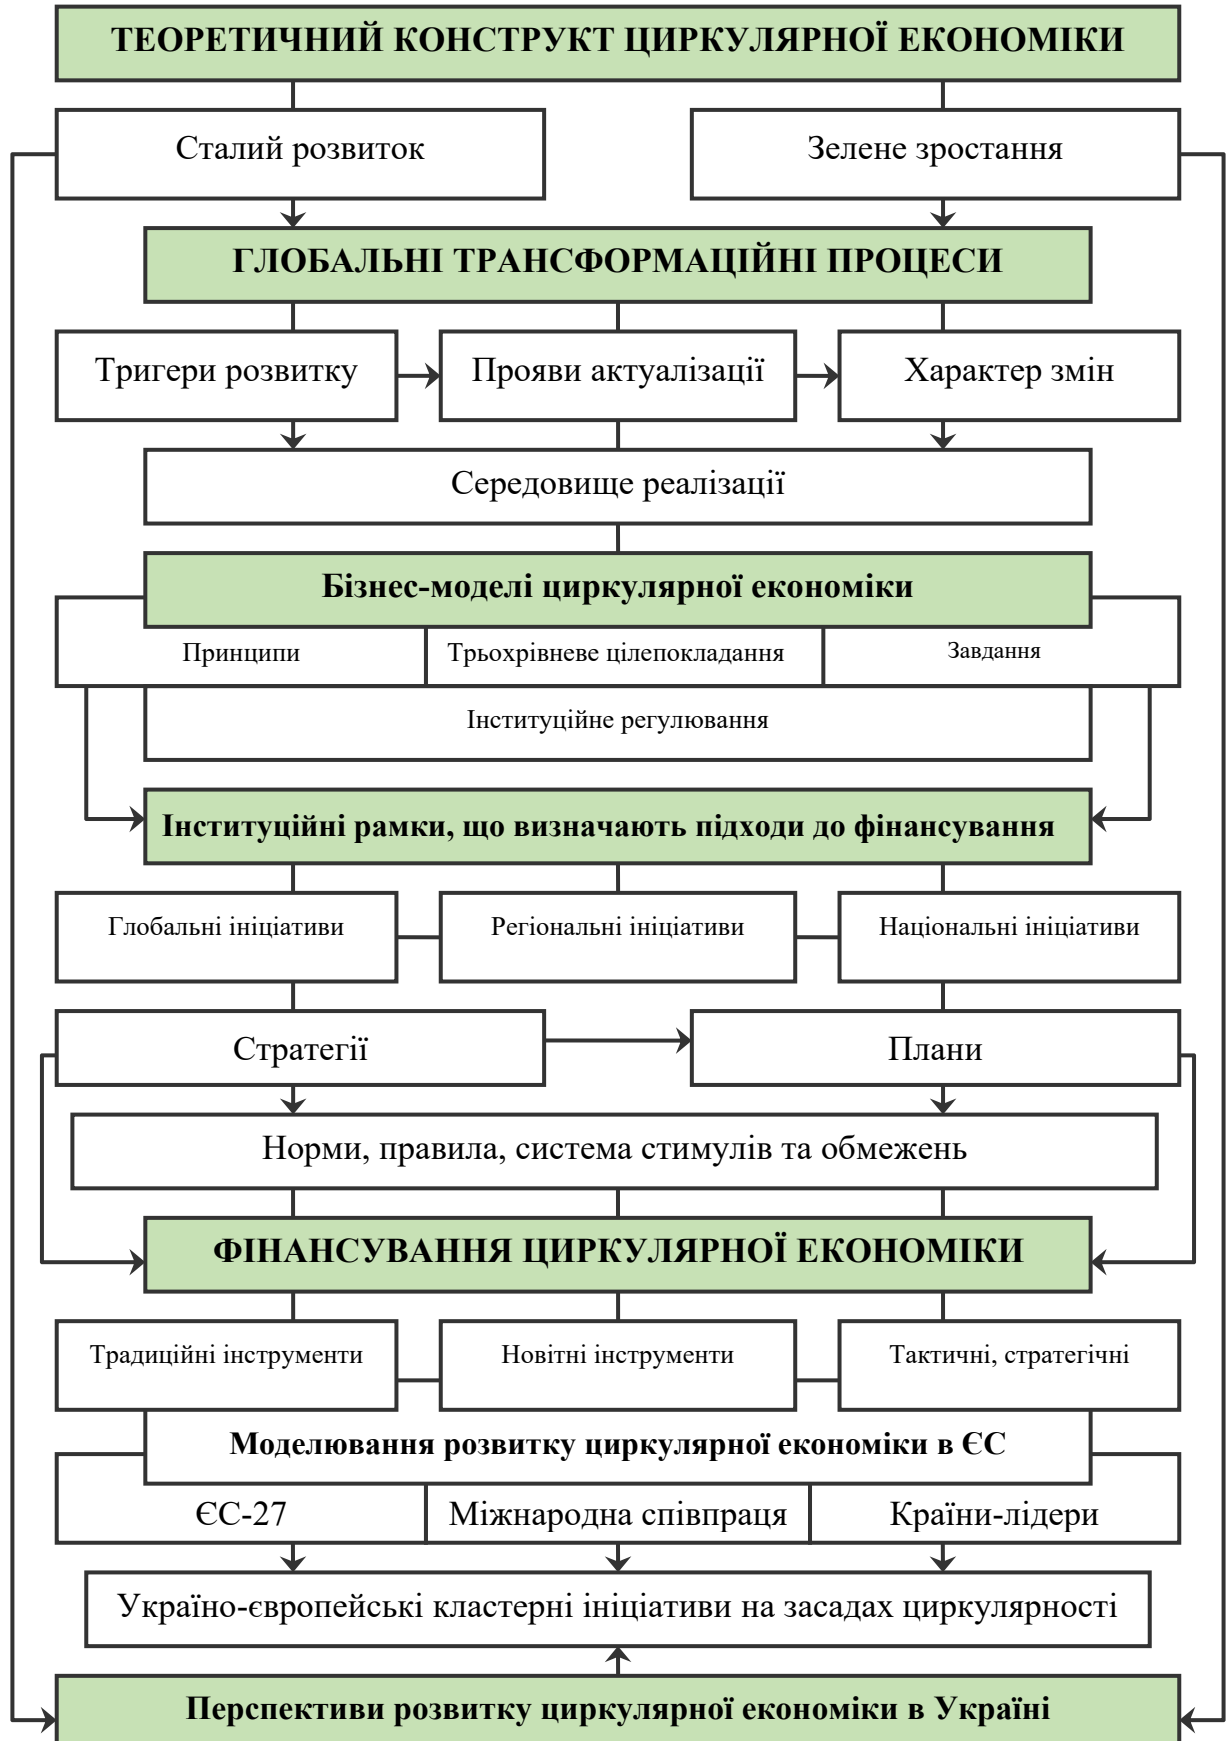 ТЕОРЕТИЧНИЙ КОНСТРУКТ ЦИРКУЛЯРНОЇ ЕКОНОМІКИ
Сталий розвиток
Зелене зростання
ГЛОБАЛЬНІ ТРАНСФОРМАЦІЙНІ ПРОЦЕСИ
Тригери розвитку
Прояви актуалізації
Характер змін
Середовище реалізації
Бізнес-моделі циркулярної економіки
Принципи
Трьохрівневе цілепокладання
Завдання
Інституційне регулювання
Інституційні рамки, що визначають підходи до фінансування
Глобальні ініціативи
Регіональні ініціативи
Національні ініціативи
Стратегії
Плани
Норми, правила, система стимулів та обмежень
ФІНАНСУВАННЯ ЦИРКУЛЯРНОЇ ЕКОНОМІКИ
Традиційні інструменти
Новітні інструменти
Тактичні, стратегічні
Моделювання розвитку циркулярної економіки в ЄС
ЄС-27
Міжнародна співпраця
Країни-лідери
Україно-європейські кластерні ініціативи на засадах циркулярності
Перспективи розвитку циркулярної економіки в Україні